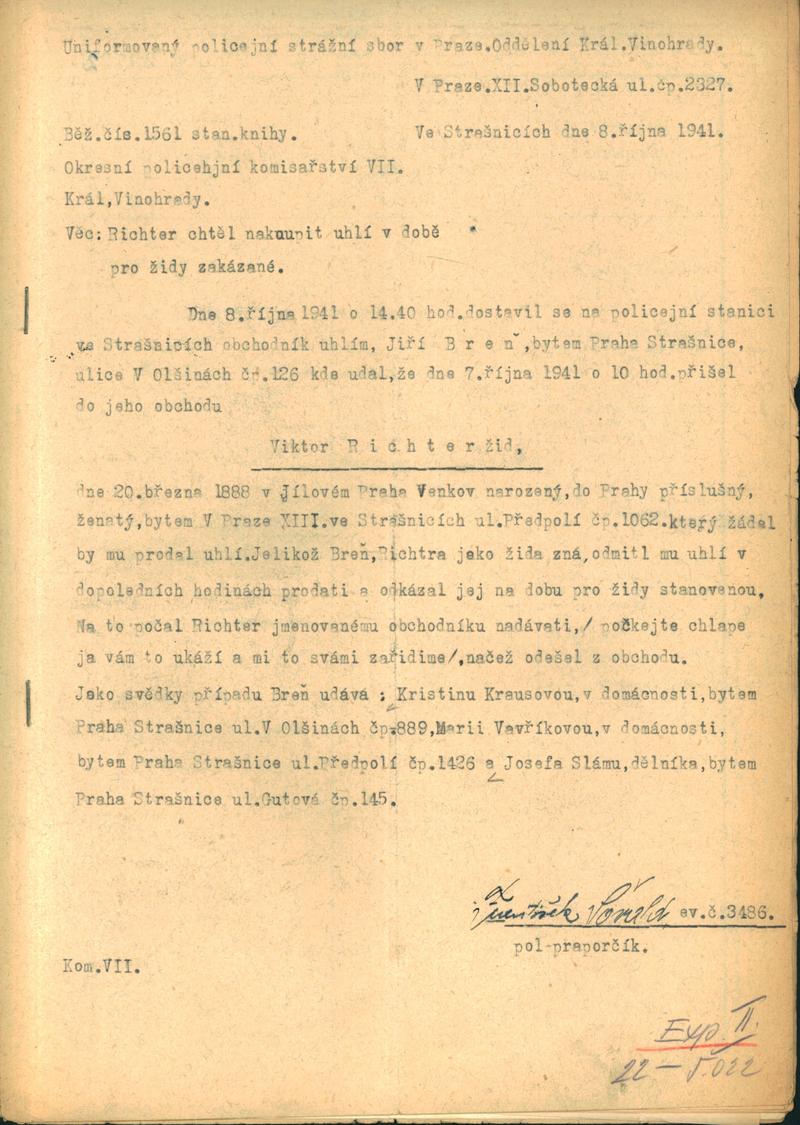 Uniformovaný policejní strážní sbor v Praze.Oddělení Král.Vinohrady.
V Praze.XII.Sobotecká ul.čp.2327.
Běž.čís.1561 stan.knihy.
Ve Strašnicích dne 8.října 1941.
Okresní policehjní komisařství VII.
Král,Vinohrady.
Věc: Richter chtěl nakoupit uhlí v době
pro židy zakázané.
Dne 8.října 1941 o 14.40 hod.dostavil se na policejní stanici
ve Strašnicích obchodník uhlím, Jiří B r e ň ,bytem Praha Strašnice,
ulice V Olšinách čp.126 kde udal,že dne 7.října 1941 o 10 hod.přišel
do jeho obchodu
Viktor R i c h t e r žid,
dne 20.března 1888 v Jílovém Praha Venkov narozený,do Prahy příslušný,
ženatý,bytem V Praze XIII.ve Strašnicích ul.Předpolí čp.1062.který žádal
by mu prodal uhlí.Jelikož Breň,Richtra jako žida zná,odmítl mu uhlí v
dopoledních hodinách prodati a odkázal jej na dobu pro židy stanovenou,
Na to počal Richter jmenovanému obchodníku nadávati,/ počkejte chlape
ja vám to ukáží a mi to svámi zařidime/,načež odešel z obchodu.
Jako svědky případu Breň udává : Kristinu Krausovou,v domácnosti,bytem
Praha Strašnice ul.V Olšinách čp.889,Marii Vavříkovou,v domácnosti,
bytem Praha Strašnice ul.Předpolí čp.1426 a Josefa Slámu,dělníka,bytem
Praha Strašnice ul.Gutová čp.145.
ev.č.3486.
pol-praporčík.
Kom.VII.
Exp. II.